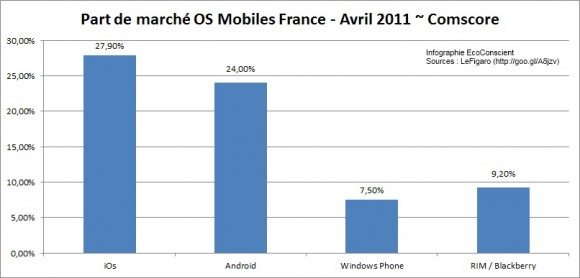 Part de marché OS Mobiles France - Avril 2011 ~ Comscore
Infographie EcoConscient
Sources : LeFigaro (http://goo.gl/A8jzv)
30,00%
25,00%
20,00%
15,00%
10,00%
5,00%
0,00%
27,90%
24,00%
7,50%
9,20%
iOs
Android
Windows Phone
RIM / Blackberry